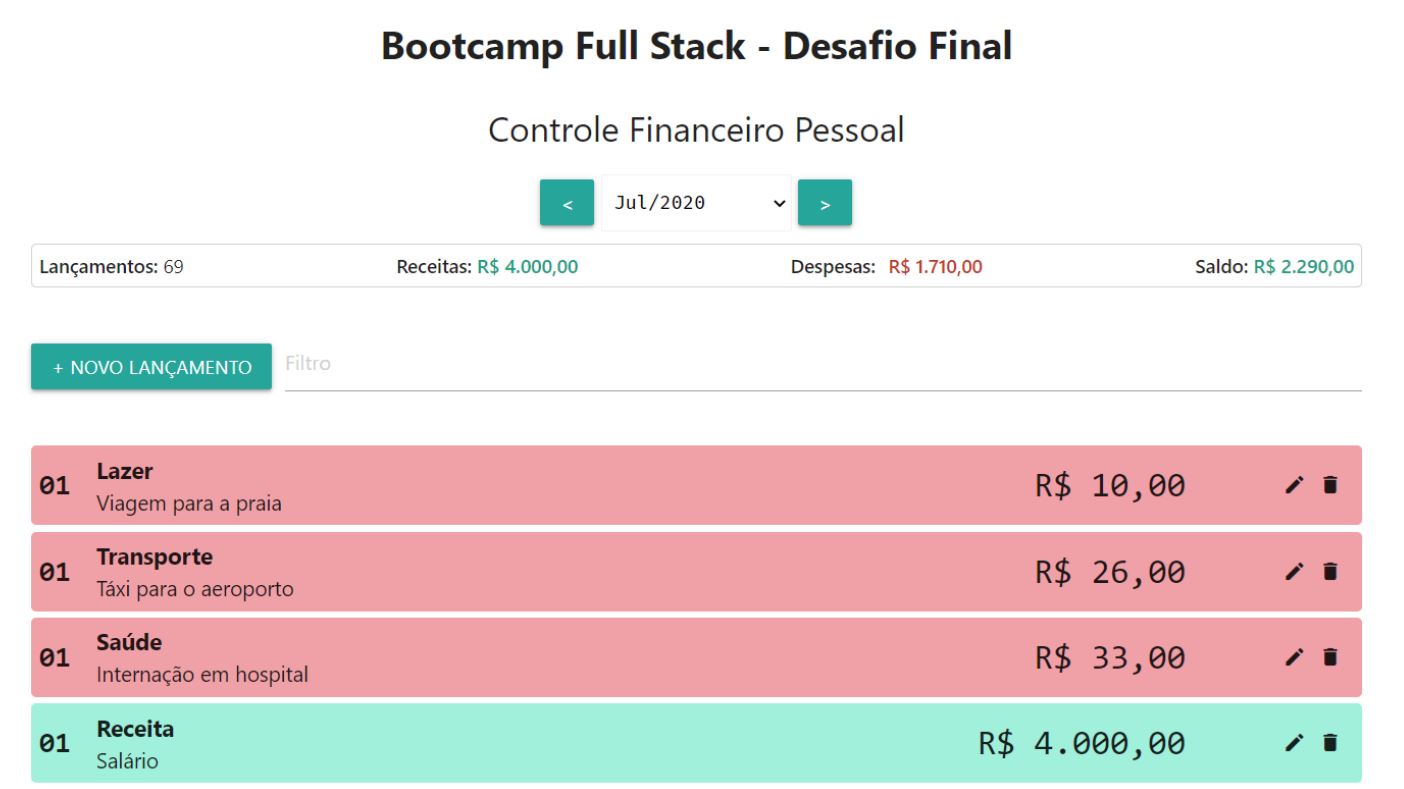 Bootcamp Full Stack - Desafio Final
Controle Financeiro Pessoal
< Jul/2020 >
Lançamentos: 69 Receitas: R$ 4.000,00 Despesas: R$ 1.710,00 Saldo: R$ 2.290,00
+ NOVO LANÇAMENTO Filtro
01 Lazer R$ 10,00
Viagem para a praia
01 Transporte R$ 26,00
Táxi para o aeroporto
01 Saúde R$ 33,00
Internação em hospital
01 Receita R$ 4.000,00
Salário